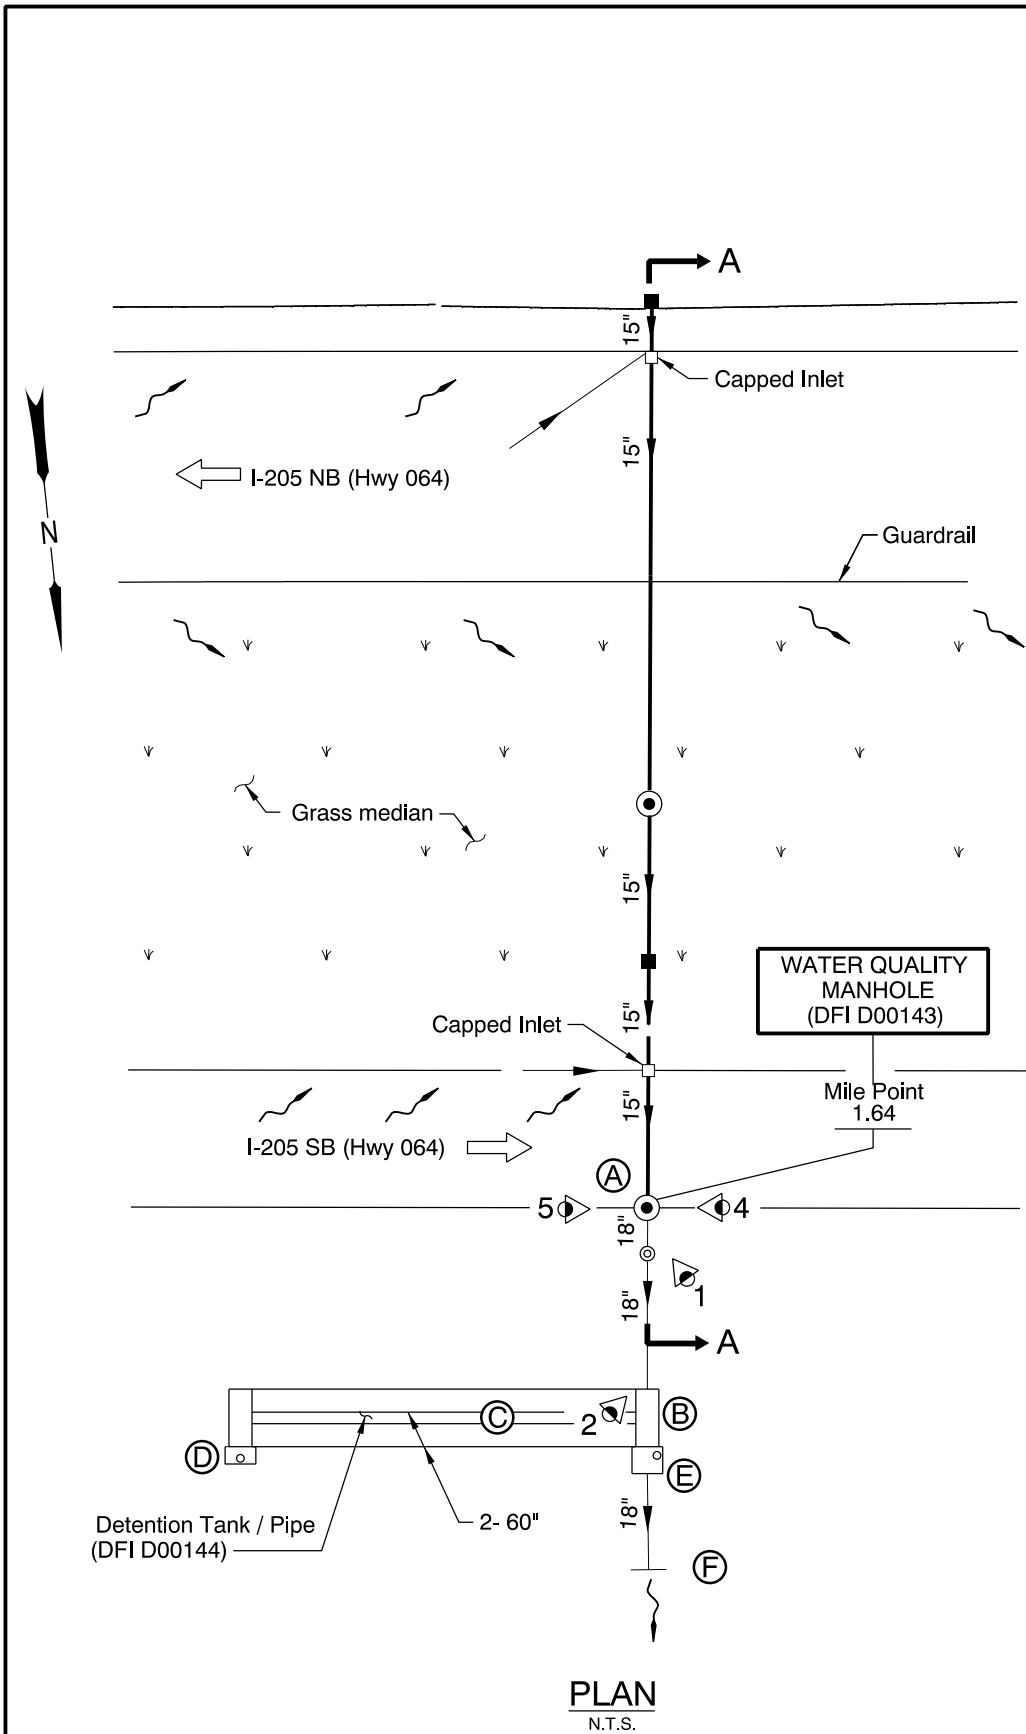 A
15"
Capped Inlet
15"
I-205 NB (Hwy 064)
N
Guardrail
Grass median
15"
WATER QUALITY
MANHOLE
(DFI D00143)
Capped Inlet
15"
Mile Point
1.64
15"
I-205 SB (Hwy 064)
A
5
4
18"
1
18"
A
B
C
2
D
E
Detention Tank / Pipe
(DFI D00144)
2- 60"
18"
F
PLAN
N.T.S.